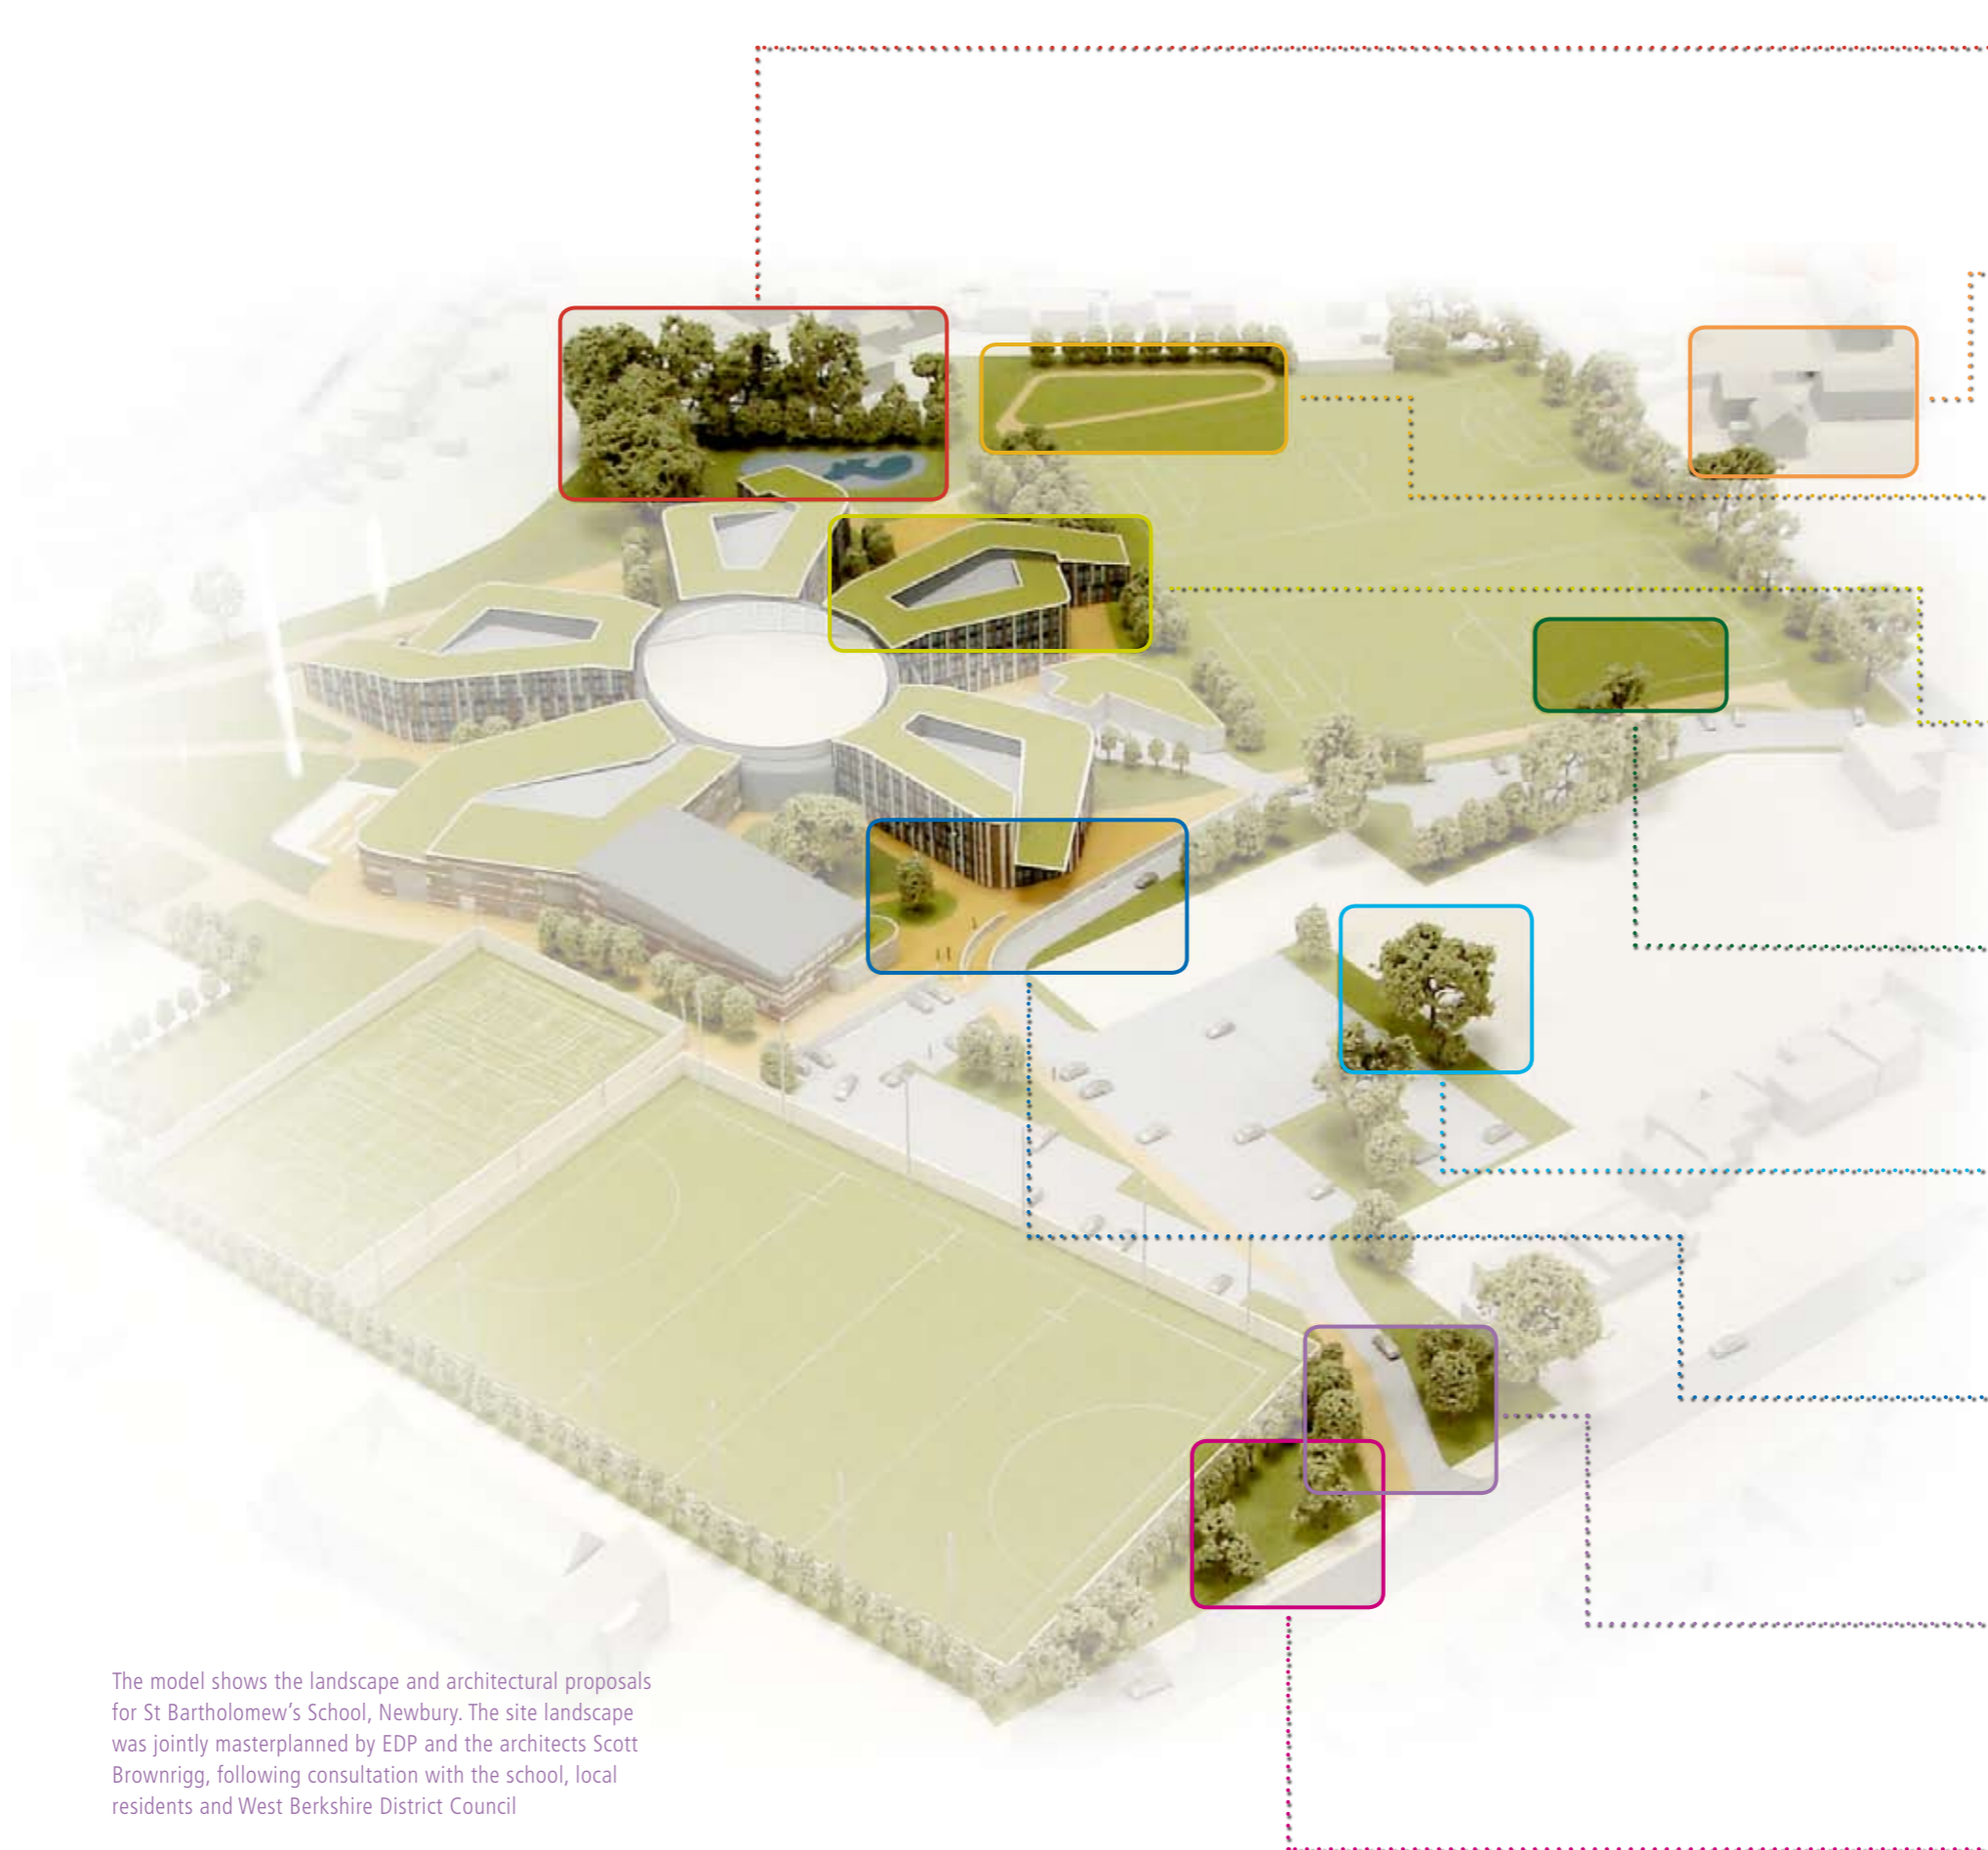 The model shows the landscape and architectural proposals
for St Bartholomew’s School, Newbury. The site landscape
was jointly masterplanned by EDP and the architects Scott
Brownrigg, following consultation with the school, local
residents and West Berkshire District Council